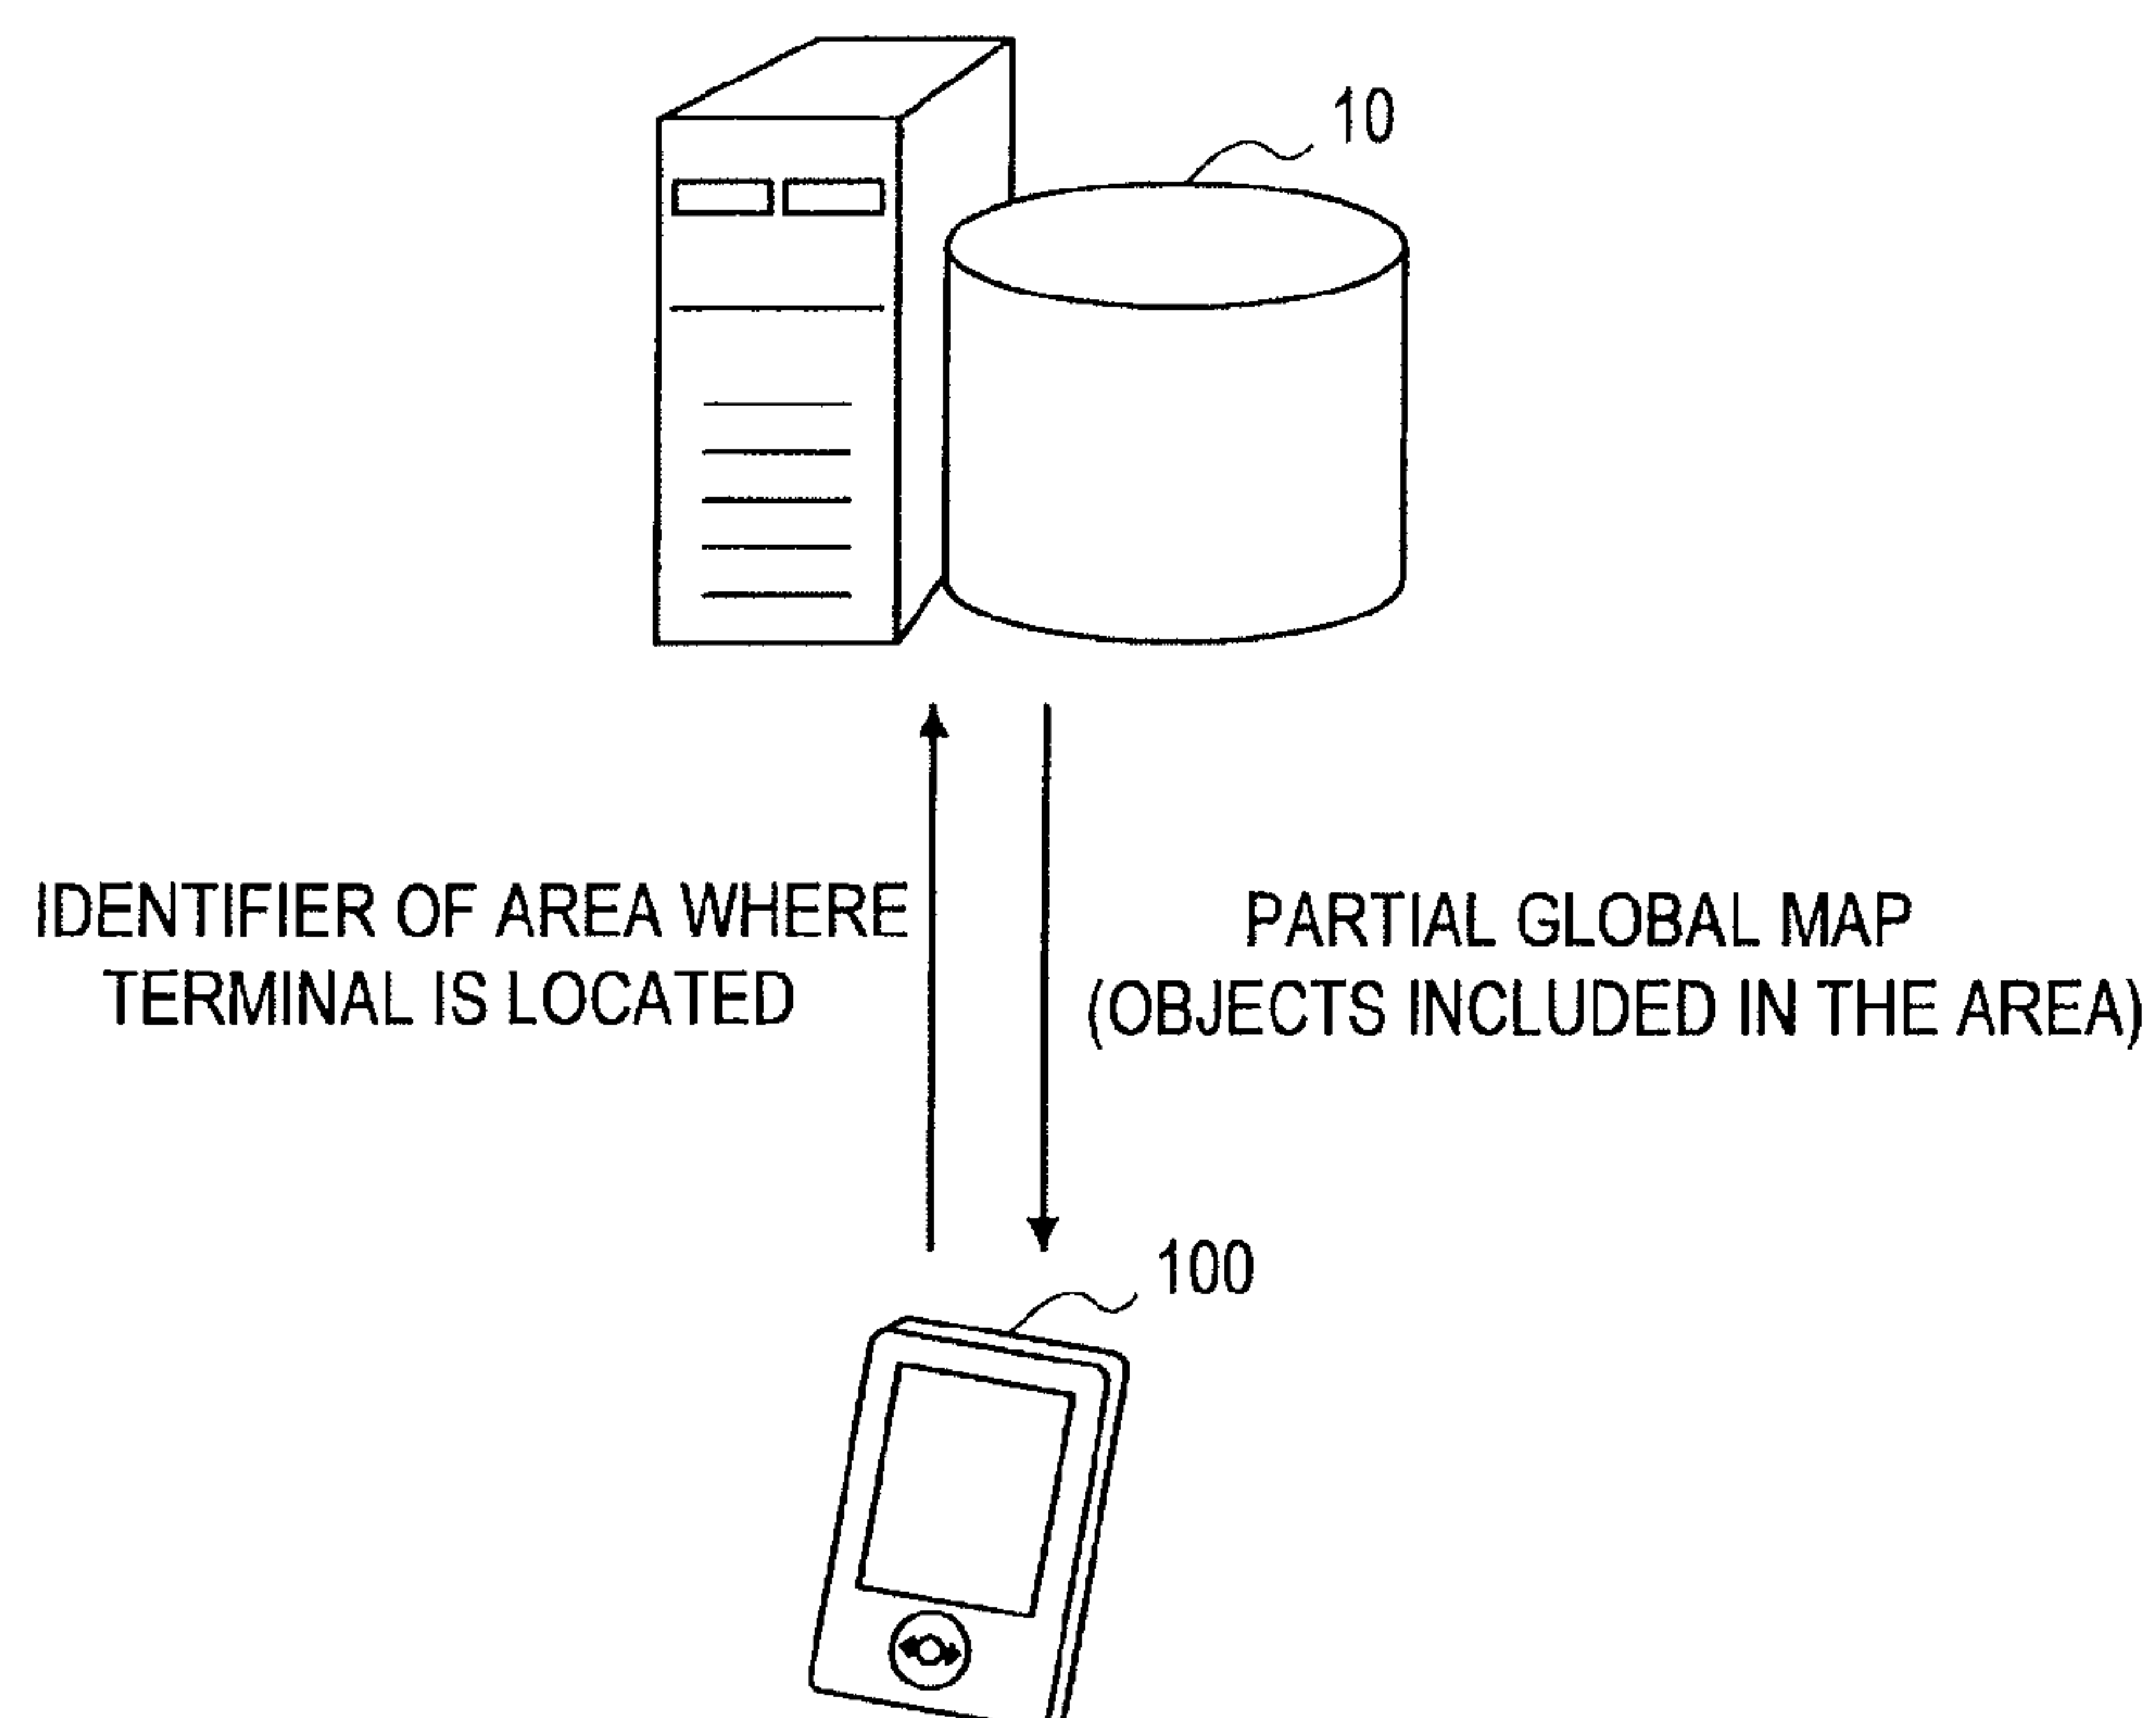 10
IDENTIFIER OF AREA WHERE
TERMINAL IS LOCATED
PARTIAL GLOBAL MAP
(OBJECTS INCLUDED IN THE AREA)
100